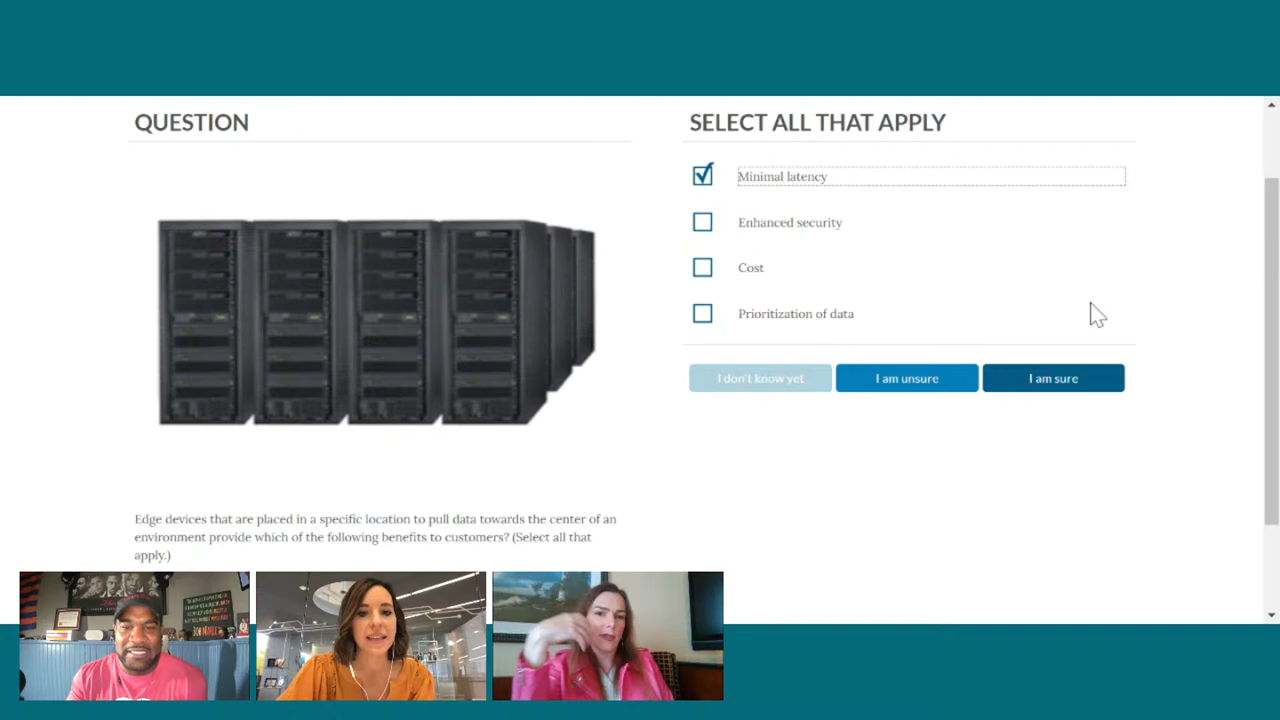 QUESTION
SELECT ALL THAT APPLY
Minimal latency
Enhanced security
Cost
Prioritization of data
I don't know yet
I am unsure
I am sure
Edge devices that are placed in a specific location to pull data towards the center of an
environment provide which of the following benefits to customers? (Select all that
apply.)
BOB MARLEY